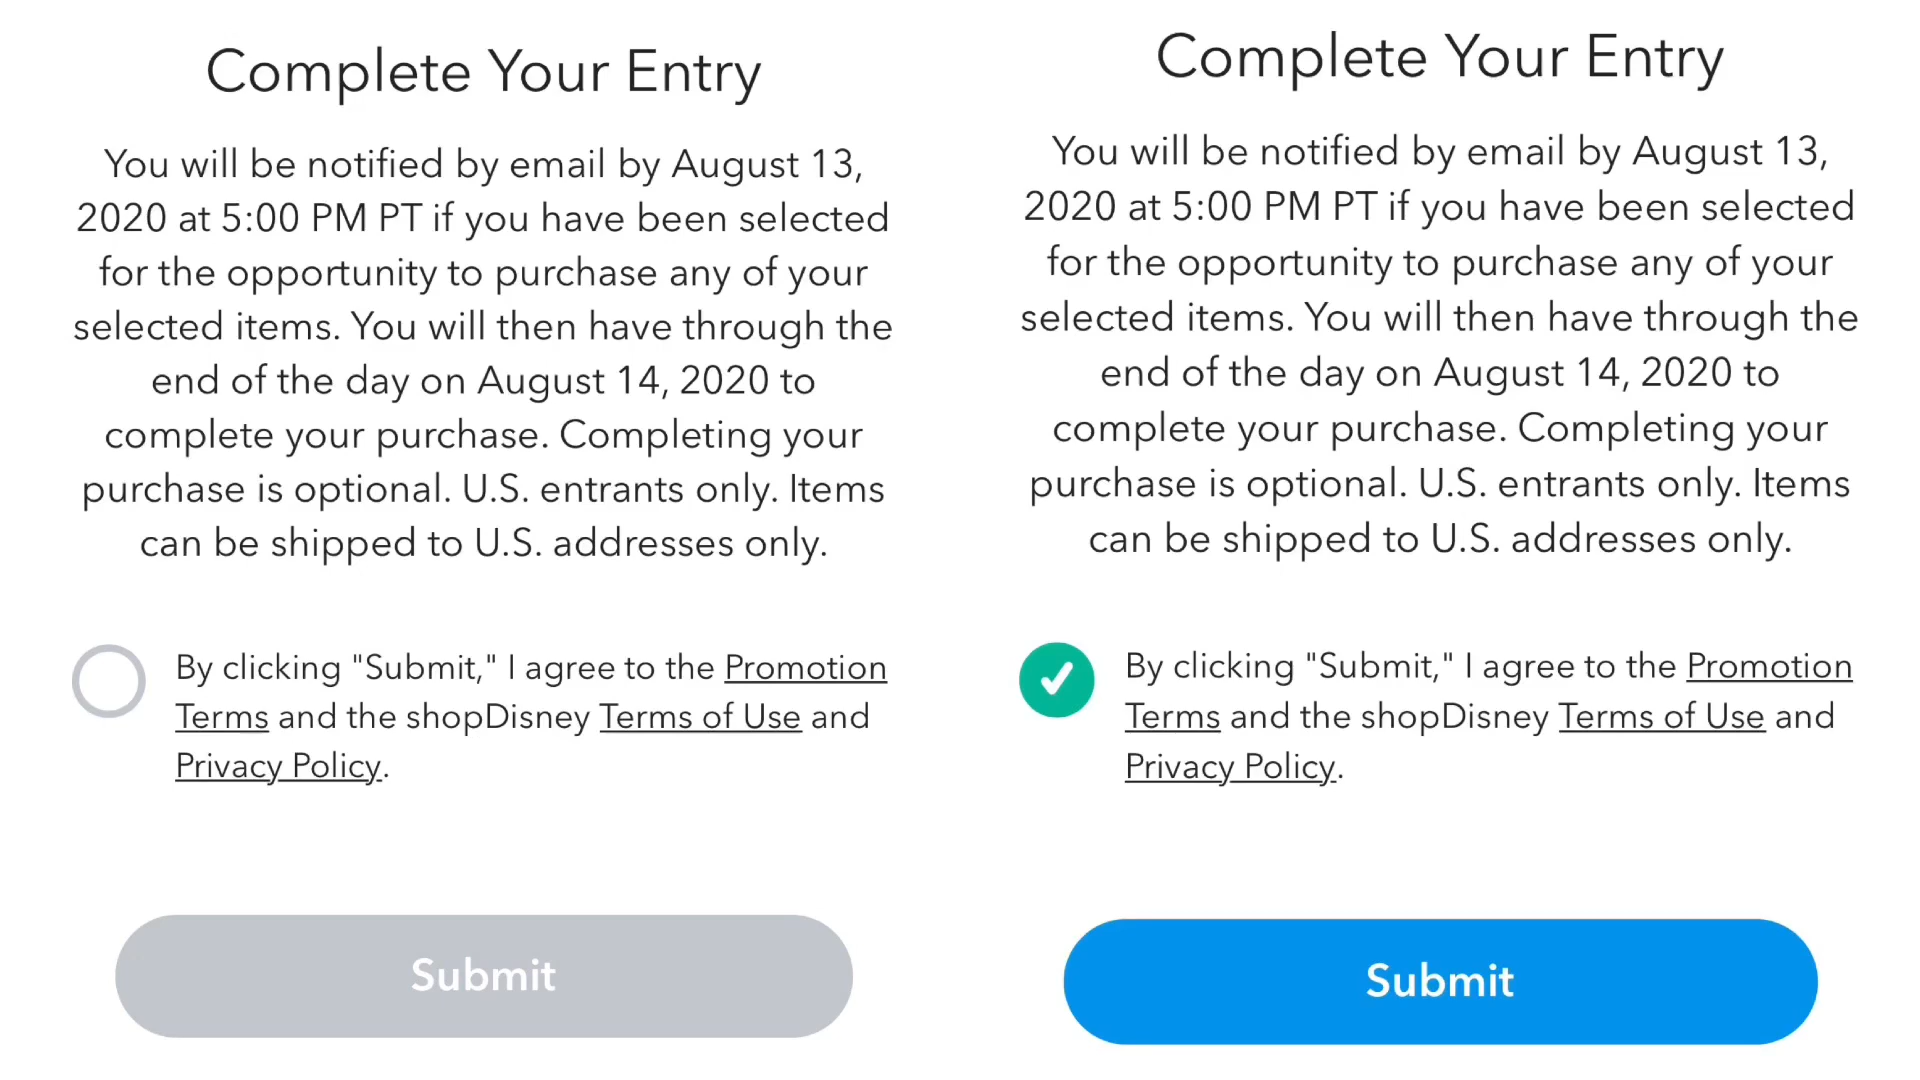 Complete Your Entry
You will be notified by email by August 13,
2020 at 5:00 PM PT if you have been selected
for the opportunity to purchase any of your
selected items. You will then have through the
end of the day on August 14, 2020 to
complete your purchase. Completing your
purchase is optional. U.S. entrants only. Items
can be shipped to U.S. addresses only.
By clicking "Submit," I agree to the Promotion
Terms and the shopDisney Terms of Use and
Privacy Policy.
Submit
Complete Your Entry
You will be notified by email by August 13,
2020 at 5:00 PM PT if you have been selected
for the opportunity to purchase any of your
selected items. You will then have through the
end of the day on August 14, 2020 to
complete your purchase. Completing your
purchase is optional. U.S. entrants only. Items
can be shipped to U.S. addresses only.
By clicking "Submit," I agree to the Promotion
Terms and the shopDisney Terms of Use and
Privacy Policy.
Submit